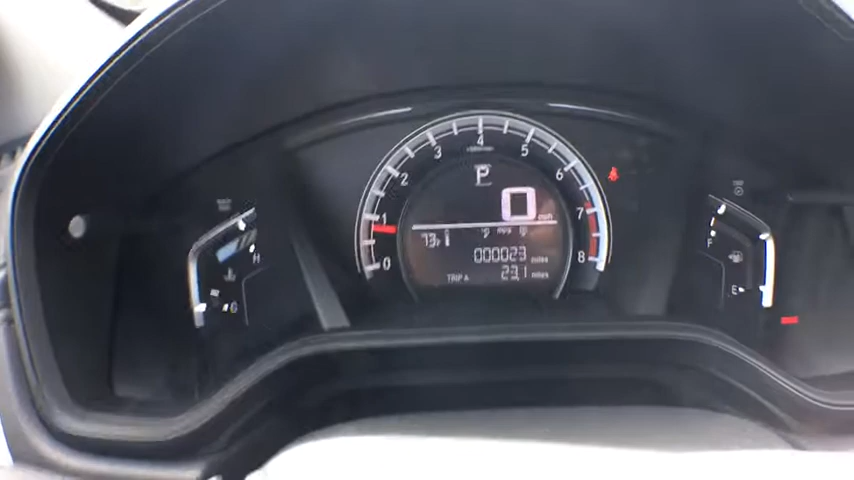 4
3 5
2 6
P
0 mph
1 7
73°F
000023 miles
0 8
TRIP A 23.1 miles
H
C
F
E